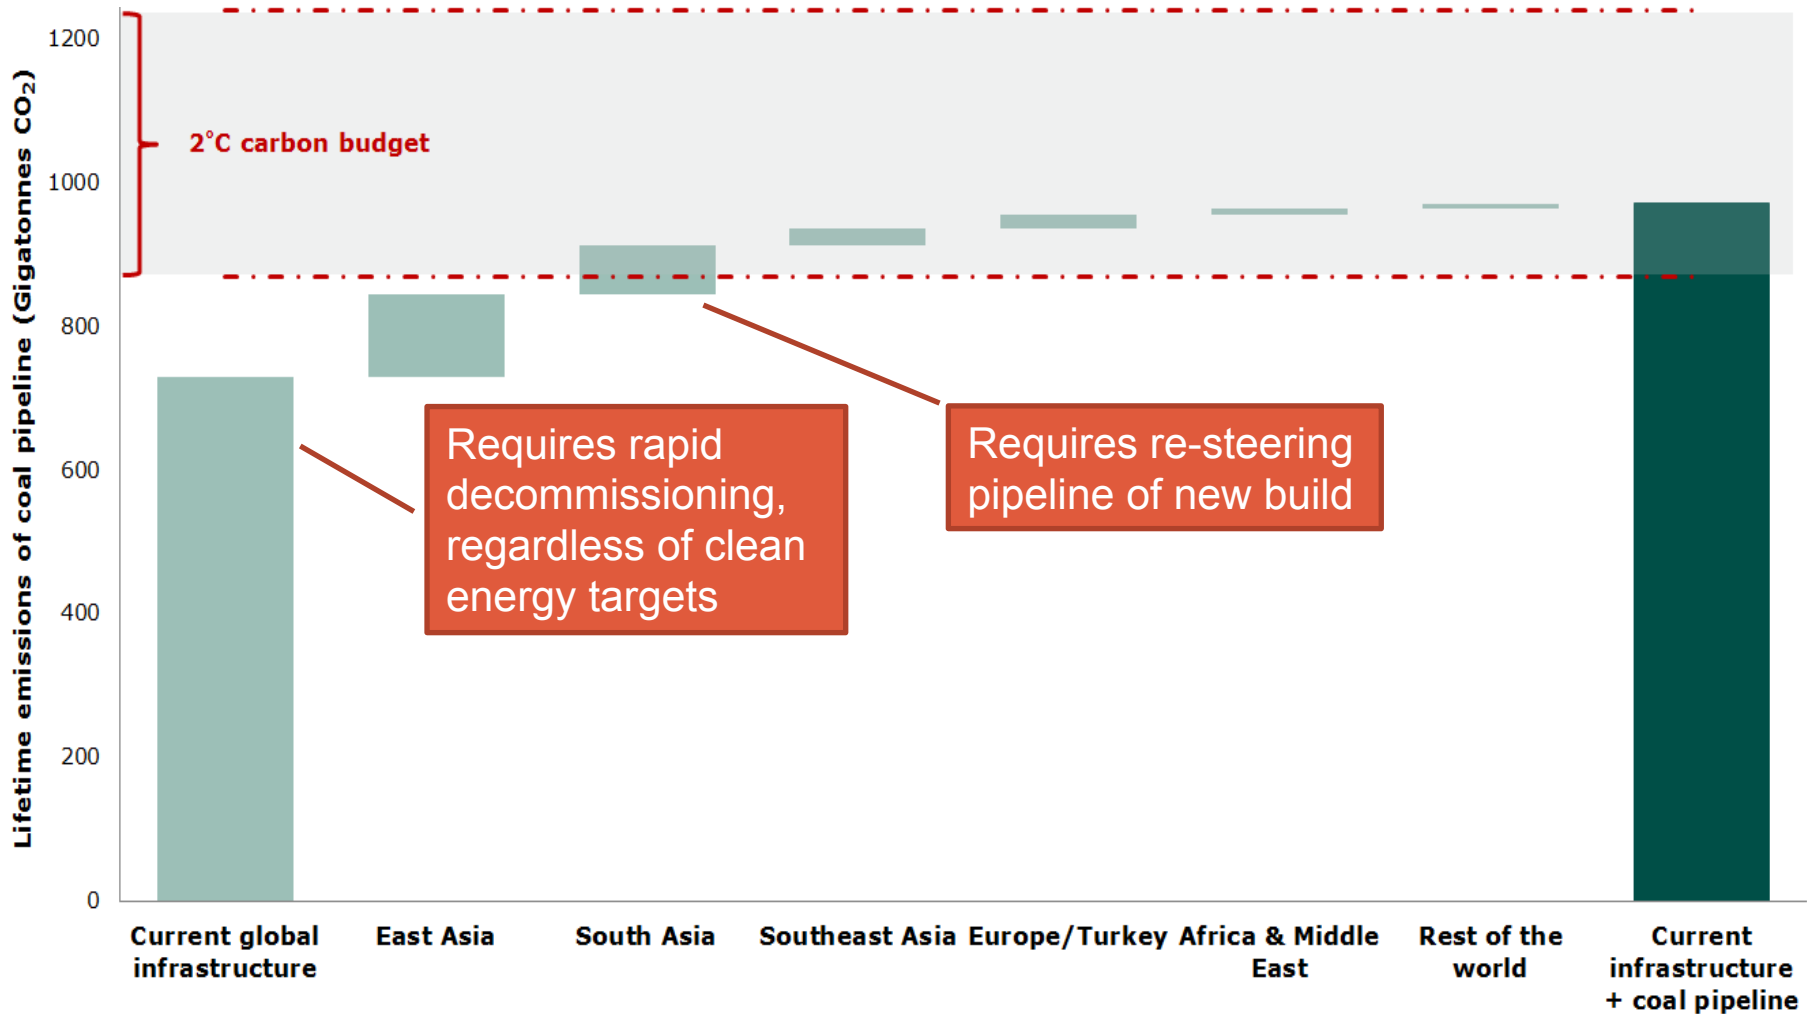 Lifetime emissions of coal pipeline (Gigatonnes CO₂)
1200
1000
800
600
400
200
0
2°C carbon budget
Requires rapid
decommissioning,
regardless of clean
energy targets
Requires re-steering
pipeline of new build
Current global
infrastructure
East Asia
South Asia
Southeast Asia
Europe/Turkey
Africa & Middle
East
Rest of the
world
Current
infrastructure
+ coal pipeline